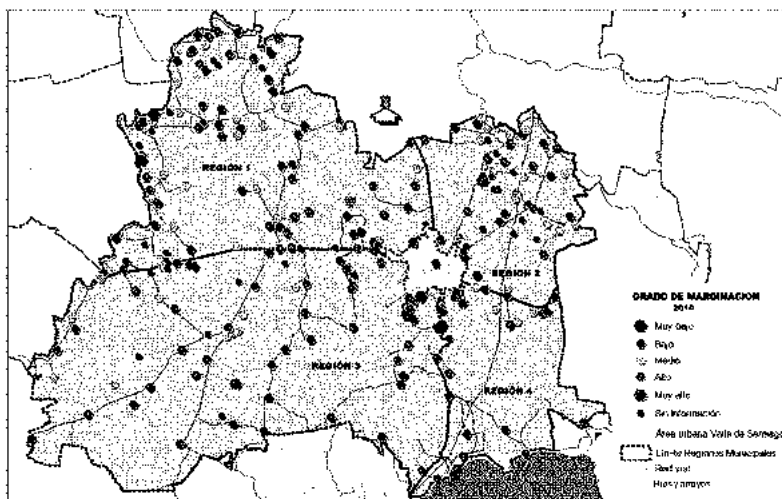 REGIÓN 1
REGIÓN 2
REGIÓN 3
REGIÓN 4
GRADO DE MARGINACION
2010
Muy bajo
Bajo
Medio
Alto
Muy alto
Sin información
Área urbana Valle de Santiago
Límite Regiones Municipales
Red vial
Ríos y arroyos